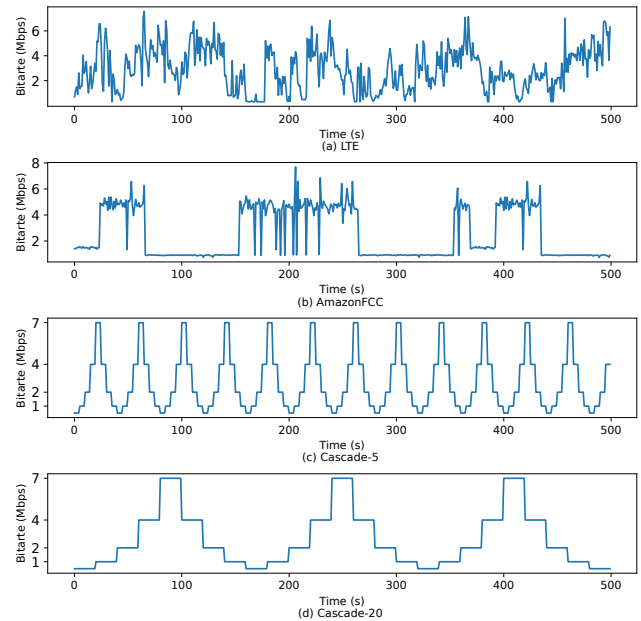 6
4
2
Bitarte (Mbps)
0 100 200 300 400 500
Time (s)
(a) LTE
8
6
4
2
Bitarte (Mbps)
0 100 200 300 400 500
Time (s)
(b) AmazonFCC
7
4
2
1
Bitarte (Mbps)
0 100 200 300 400 500
Time (s)
(c) Cascade-5
7
4
2
1
Bitarte (Mbps)
0 100 200 300 400 500
Time (s)
(d) Cascade-20